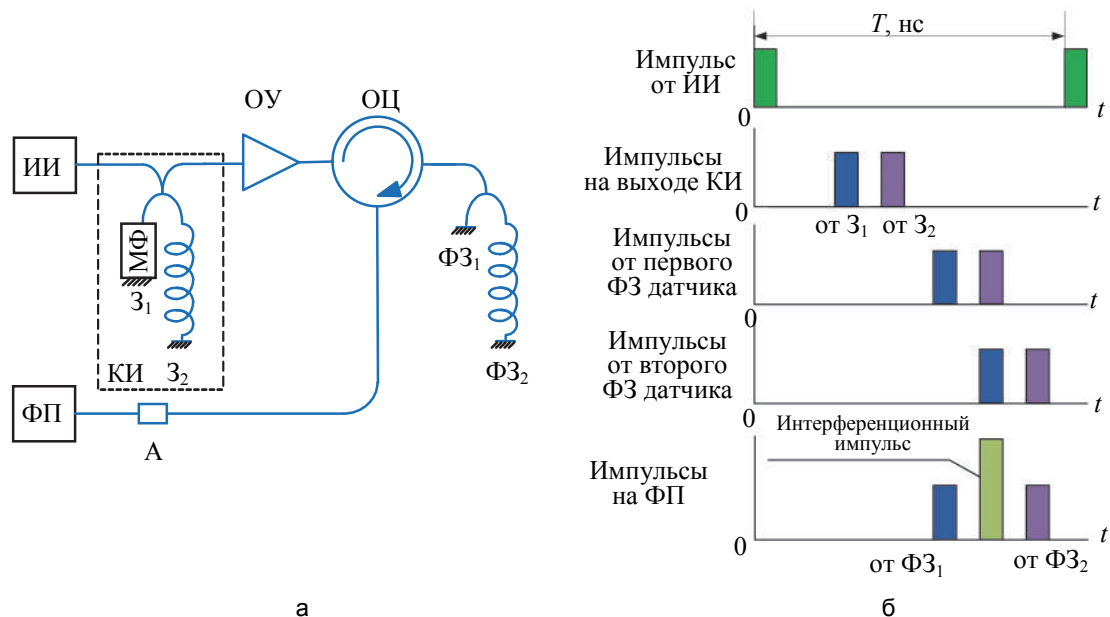 ИИ
МФ
З1
КИ
З2
ОУ
ОЦ
ФЗ1
ФЗ2
ФП
А
а
T, нс
Импульс
от ИИ
0
t
Импульсы
на выходе КИ
0
от З1
от З2
t
Импульсы
от первого
ФЗ датчика
0
t
Импульсы
от второго
ФЗ датчика
0
t
Интерференционный
импульс
Импульсы
на ФП
0
t
от ФЗ1
от ФЗ2
б